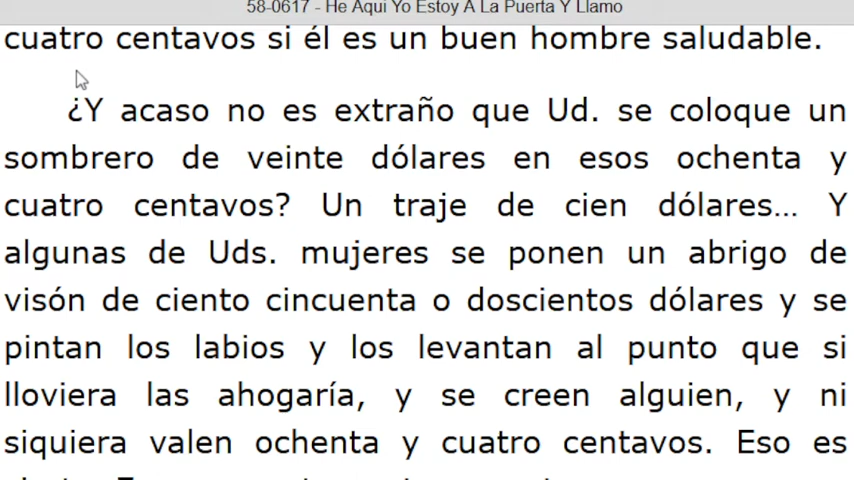 58-0617 - He Aquí Yo Estoy A La Puerta Y Llamo
cuatro centavos si él es un buen hombre saludable.
¿Y acaso no es extraño que Ud. se coloque un
sombrero de veinte dólares en esos ochenta y
cuatro centavos? Un traje de cien dólares… Y
algunas de Uds. mujeres se ponen un abrigo de
visón de ciento cincuenta o doscientos dólares y se
pintan los labios y los levantan al punto que si
lloviera las ahogaría, y se creen alguien, y ni
siquiera valen ochenta y cuatro centavos. Eso es